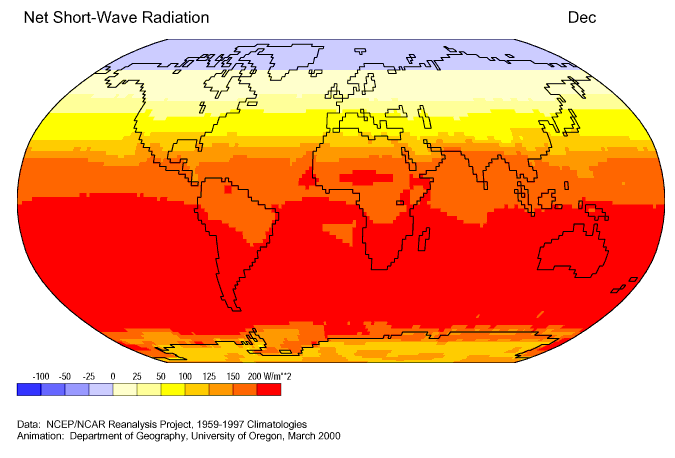 Net Short-Wave Radiation
Dec
-100 -50 -25 0 25 50 100 125 150 200 W/m**2
Data: NCEP/NCAR Reanalysis Project, 1959-1997 Climatologies
Animation: Department of Geography, University of Oregon, March 2000